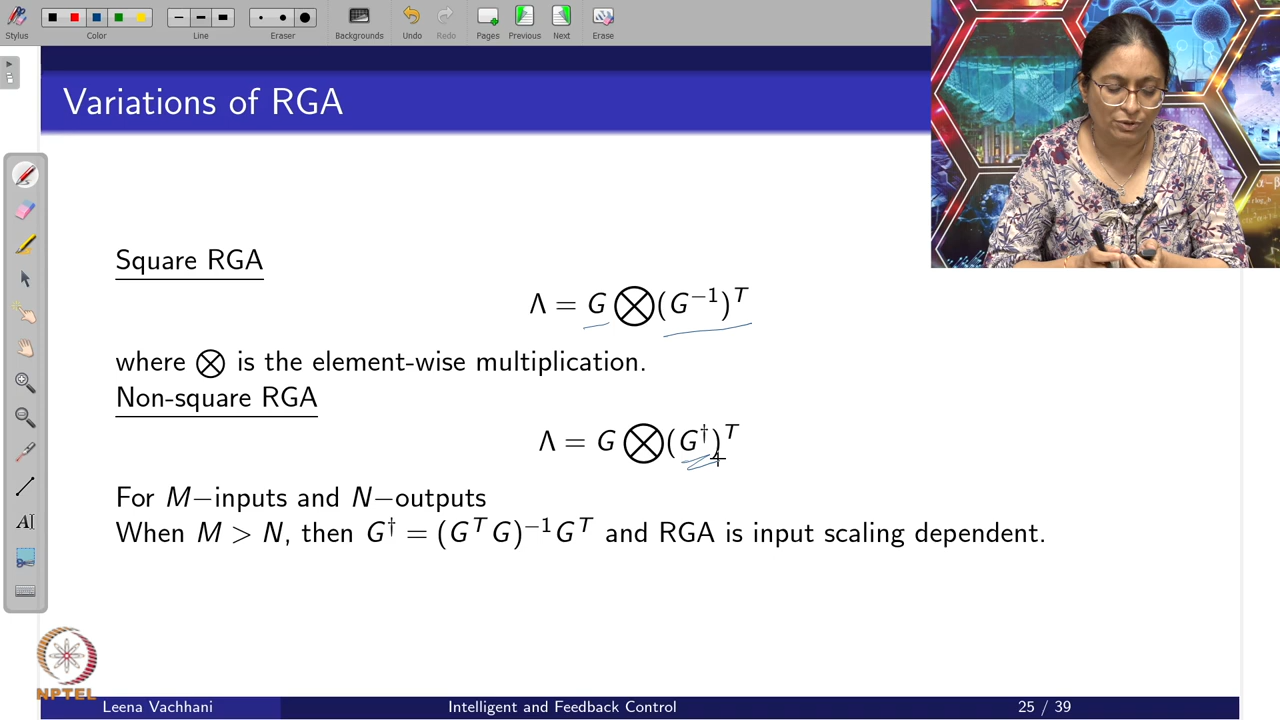 Stylus Color Line Eraser Backgrounds Undo Redo Pages Previous Next Erase
Variations of RGA
Square RGA
Λ = G ⨂ (G⁻¹)ᵀ
where ⨂ is the element-wise multiplication.
Non-square RGA
Λ = G ⨂ (G†)ᵀ
For M−inputs and N−outputs
When M > N, then G† = (GᵀG)⁻¹Gᵀ and RGA is input scaling dependent.
NPTEL
Leena Vachhani Intelligent and Feedback Control 25 / 39